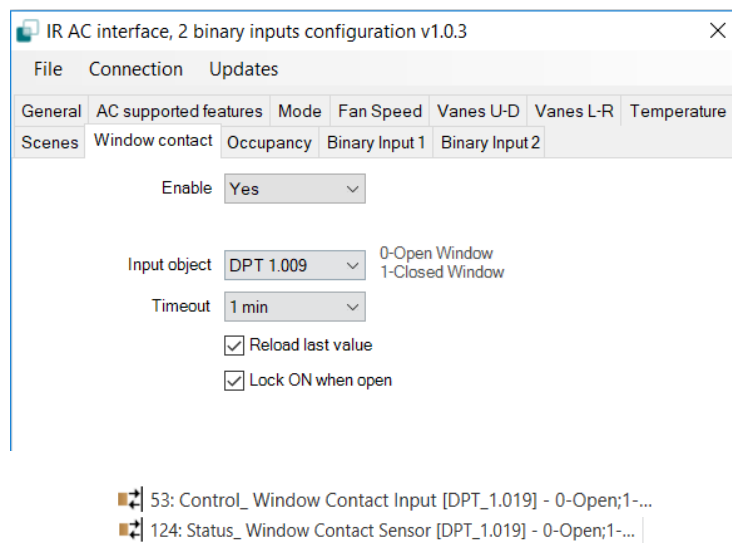 IR AC interface, 2 binary inputs configuration v1.0.3
File Connection Updates
General AC supported features Mode Fan Speed Vanes U-D Vanes L-R Temperature
Scenes Window contact Occupancy Binary Input 1 Binary Input 2
Enable Yes
Input object DPT 1.009 0-Open Window
1-Closed Window
Timeout 1 min
Reload last value
Lock ON when open
53: Control_ Window Contact Input [DPT_1.019] - 0-Open;1-...
124: Status_ Window Contact Sensor [DPT_1.019] - 0-Open;1-...